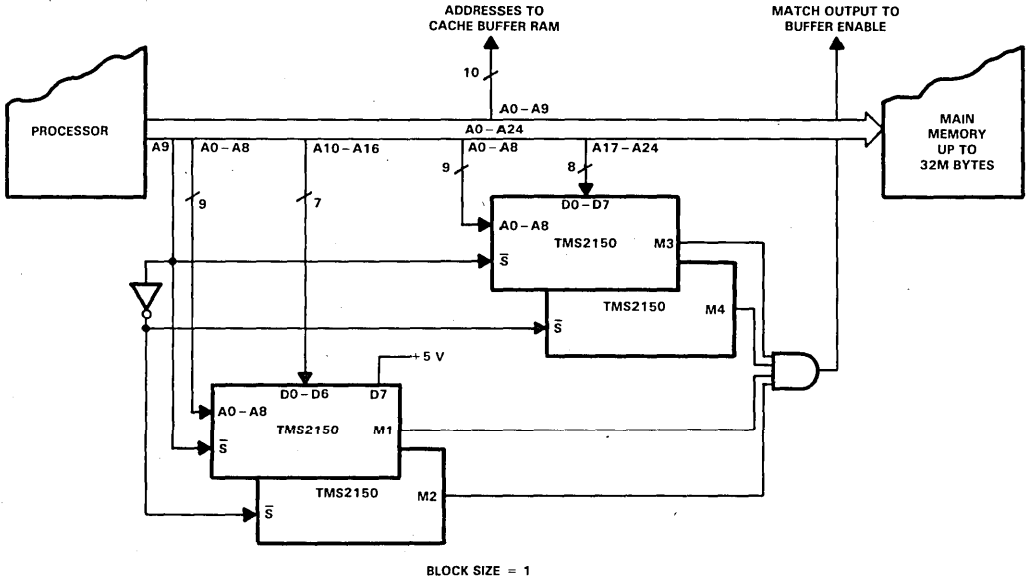 ADDRESSES TO
CACHE BUFFER RAM
MATCH OUTPUT TO
BUFFER ENABLE
10
A0–A9
PROCESSOR
A0–A24
MAIN
MEMORY
UP TO
32M BYTES
A9
A0–A8
A10–A16
A0–A8
A17–A24
9
7
9
8
D0–D7
A0–A8
TMS2150
M3
S̅
TMS2150
M4
S̅
+5 V
D0–D6
D7
A0–A8
TMS2150
M1
S̅
TMS2150
M2
S̅
BLOCK SIZE = 1